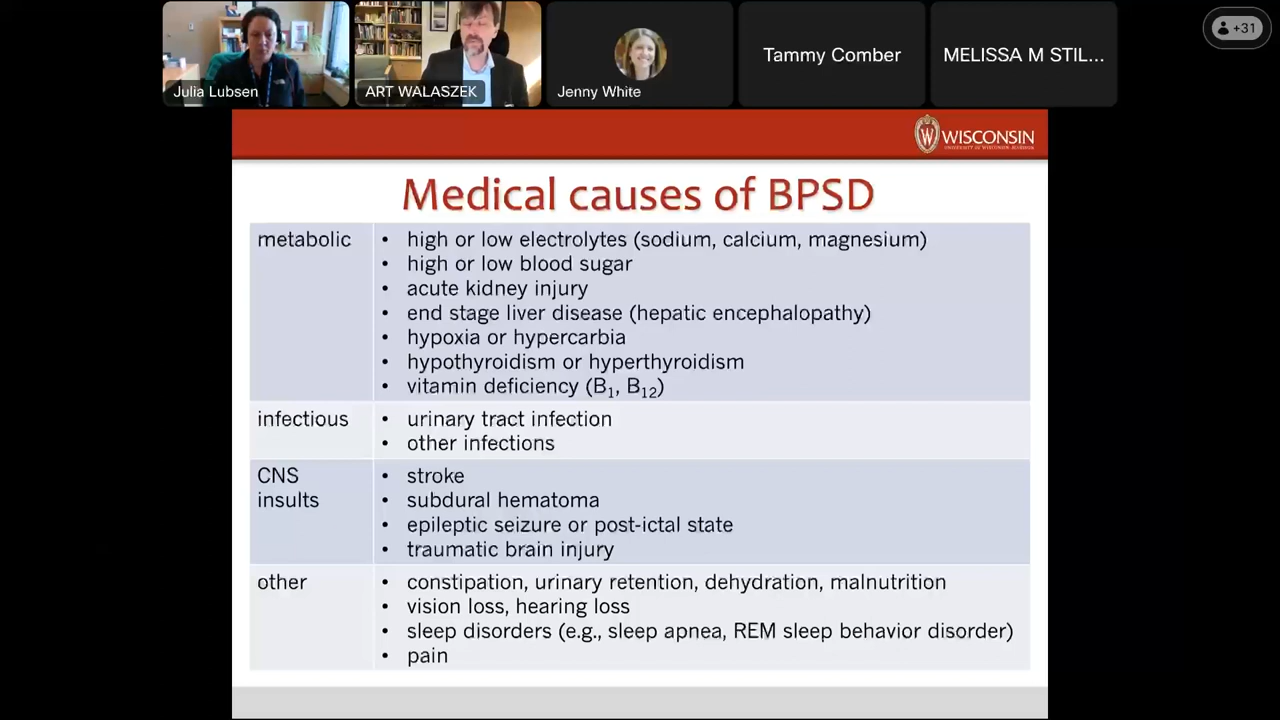 +31
Julia Lubsen
ART WALASZEK
Jenny White
Tammy Comber
MELISSA M STIL...
WISCONSIN
UNIVERSITY OF WISCONSIN-MADISON
Medical causes of BPSD
metabolic
• high or low electrolytes (sodium, calcium, magnesium)
• high or low blood sugar
• acute kidney injury
• end stage liver disease (hepatic encephalopathy)
• hypoxia or hypercarbia
• hypothyroidism or hyperthyroidism
• vitamin deficiency (B₁, B₁₂)
infectious
• urinary tract infection
• other infections
CNS
insults
• stroke
• subdural hematoma
• epileptic seizure or post-ictal state
• traumatic brain injury
other
• constipation, urinary retention, dehydration, malnutrition
• vision loss, hearing loss
• sleep disorders (e.g., sleep apnea, REM sleep behavior disorder)
• pain